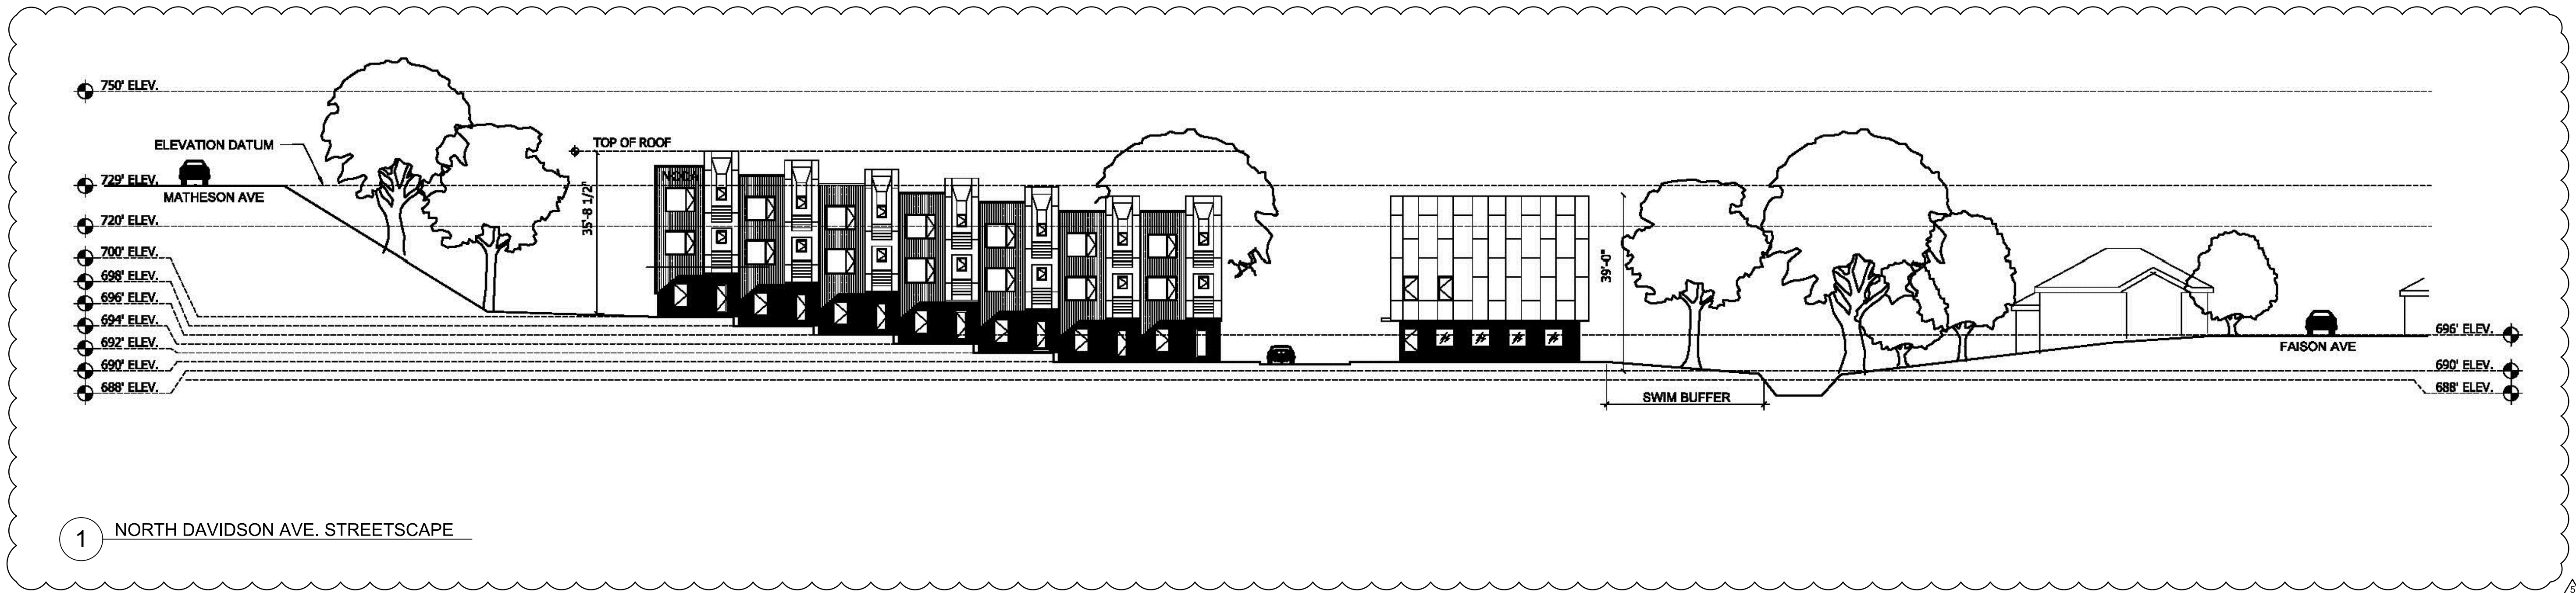 750' ELEV.
ELEVATION DATUM
TOP OF ROOF
729' ELEV.
MATHESON AVE
NODA
35'-8 1/2"
720' ELEV.
700' ELEV.
698' ELEV.
696' ELEV.
694' ELEV.
692' ELEV.
690' ELEV.
688' ELEV.
39'-0"
SWIM BUFFER
FAISON AVE
696' ELEV.
690' ELEV.
688' ELEV.
1
NORTH DAVIDSON AVE. STREETSCAPE